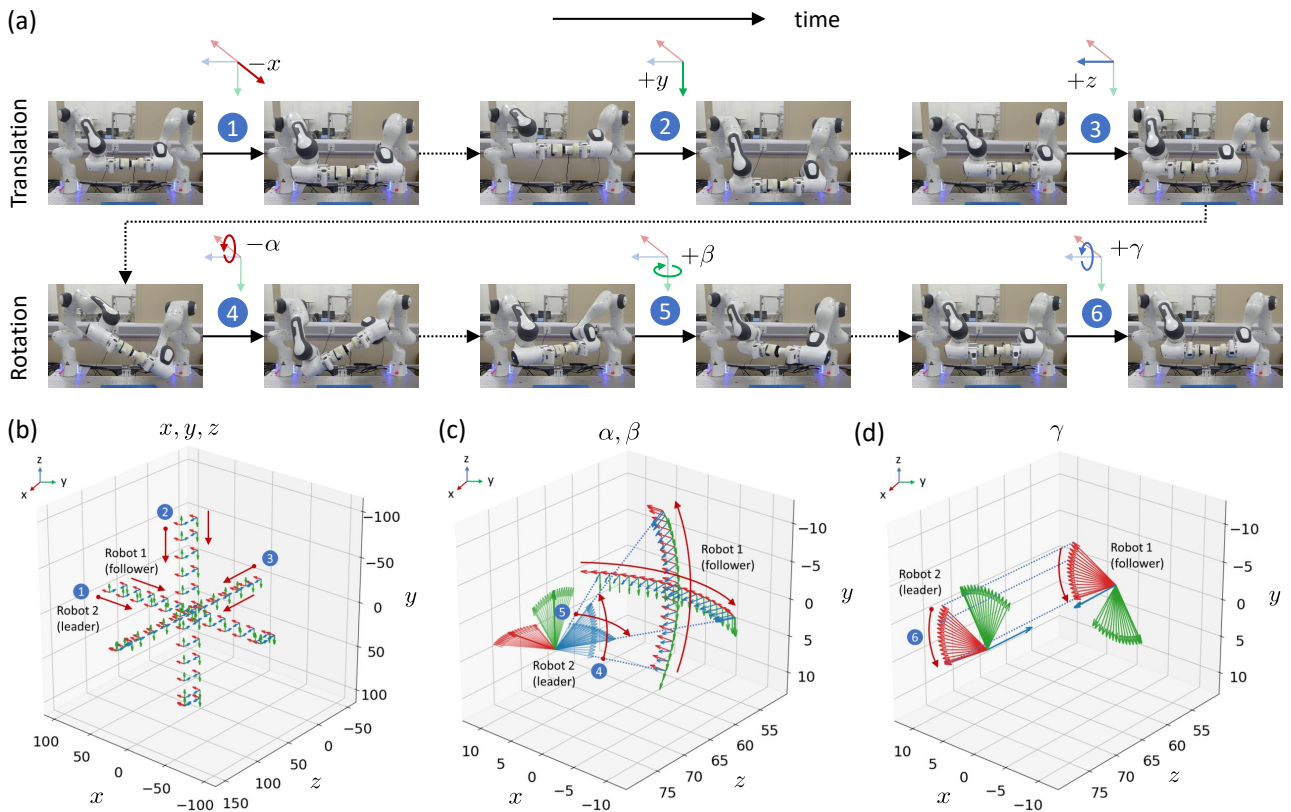 (a)
time
−x
+y
+z
Translation
1
2
3
−α
+β
+γ
Rotation
4
5
6
(b)
x, y, z
z
y
x
2
Robot 1
(follower)
3
1
Robot 2
(leader)
−100
−50
0
50
100
y
100
50
0
−50
−100
x
150
100
50
0
−50
z
(c)
α, β
z
y
x
Robot 1
(follower)
5
4
Robot 2
(leader)
−10
−5
0
5
10
y
10
5
0
−5
−10
x
75
70
65
60
55
z
(d)
γ
z
y
x
Robot 1
(follower)
Robot 2
(leader)
6
−10
−5
0
5
10
y
10
5
0
−5
−10
x
75
70
65
60
55
z